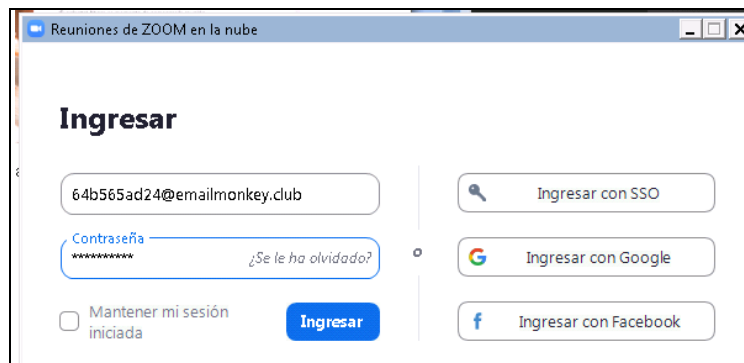 Reuniones de ZOOM en la nube
Ingresar
64b565ad24@emailmonkey.club
Contraseña
********** ¿Se le ha olvidado?
Mantener mi sesión
iniciada
Ingresar
o
Ingresar con SSO
Ingresar con Google
Ingresar con Facebook